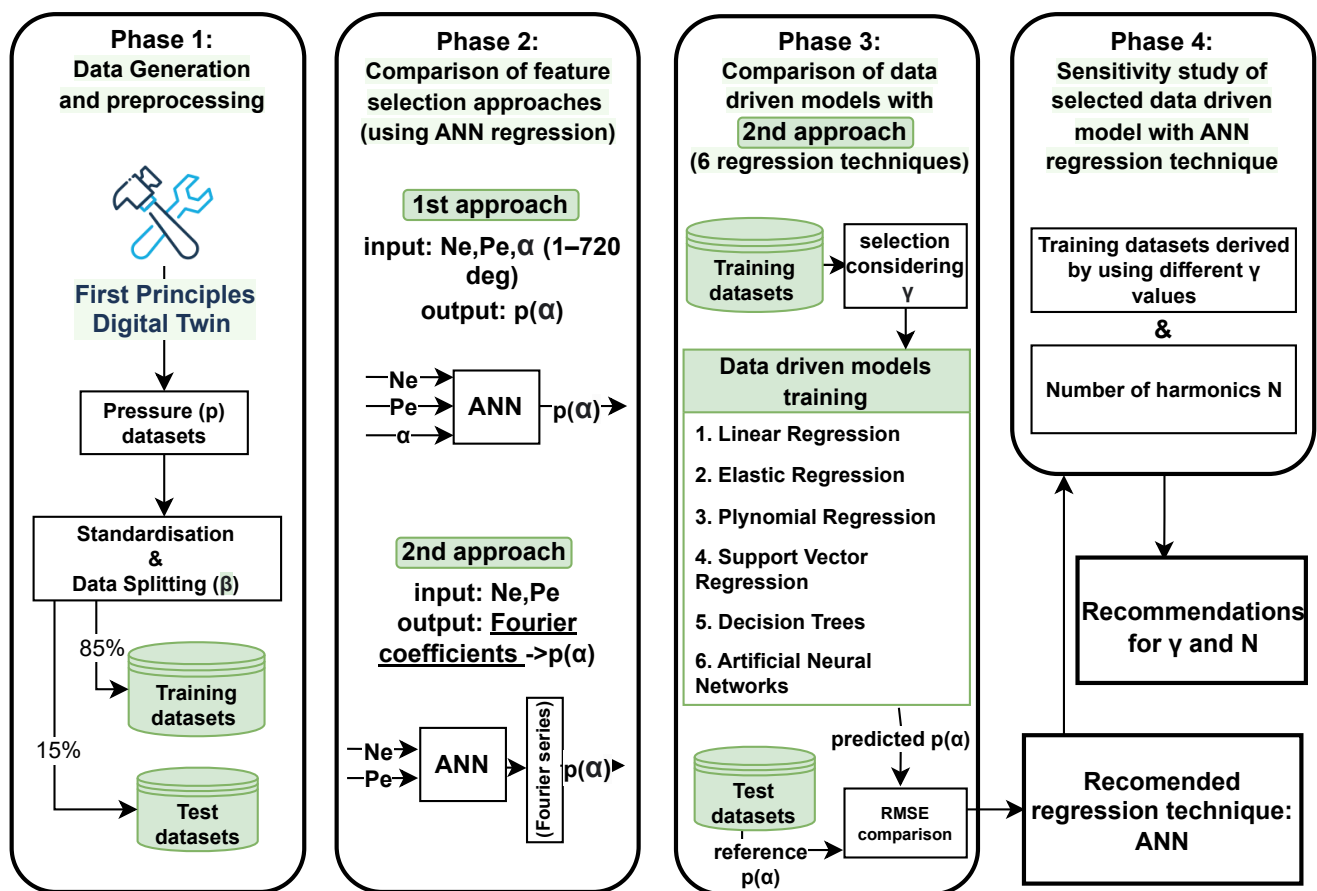 Phase 1:
Data Generation
and preprocessing
First Principles
Digital Twin
Pressure (p)
datasets
Standardisation
&
Data Splitting (β)
85%
Training
datasets
15%
Test
datasets
Phase 2:
Comparison of feature
selection approaches
(using ANN regression)
1st approach
input: Ne,Pe,α (1–720
deg)
output: p(α)
Ne
Pe
α
ANN
p(α)
2nd approach
input: Ne,Pe
output: Fourier
coefficients ->p(α)
Ne
Pe
ANN
(Fourier series)
p(α)
Phase 3:
Comparison of data
driven models with
2nd approach
(6 regression techniques)
Training
datasets
selection
considering
γ
Data driven models
training
1. Linear Regression
2. Elastic Regression
3. Plynomial Regression
4. Support Vector
Regression
5. Decision Trees
6. Artificial Neural
Networks
predicted p(α)
Test
datasets
reference
p(α)
RMSE
comparison
Phase 4:
Sensitivity study of
selected data driven
model with ANN
regression technique
Training datasets derived
by using different γ
values
&
Number of harmonics N
Recommendations
for γ and N
Recomended
regression technique:
ANN